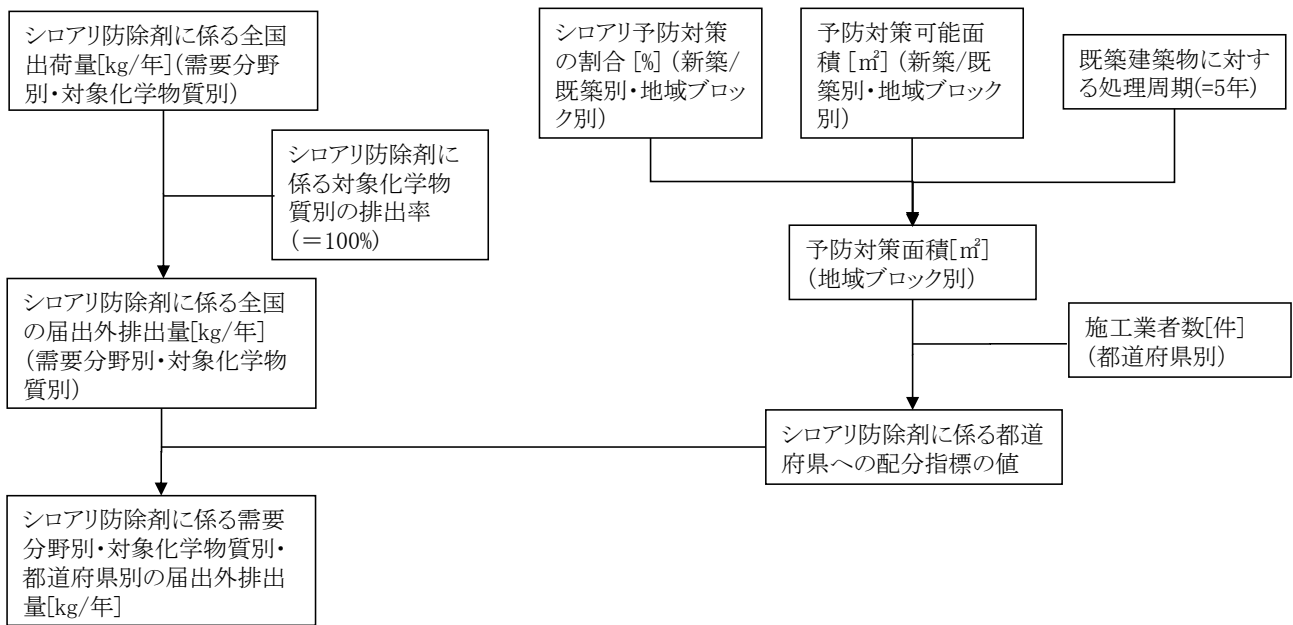 シロアリ防除剤に係る全国
出荷量[kg/年](需要分野
別・対象化学物質別)
シロアリ予防対策
の割合[%](新築/
既築別・地域ブロッ
ク別)
予防対策可能面
積[㎡](新築/既
築別・地域ブロック
別)
既築建築物に対す
る処理周期(=5年)
シロアリ防除剤に
係る対象化学物
質別の排出率
(=100%)
予防対策面積[㎡]
(地域ブロック別)
シロアリ防除剤に係る全国
の届出外排出量[kg/年]
(需要分野別・対象化学物
質別)
施工業者数[件]
(都道府県別)
シロアリ防除剤に係る都道
府県への配分指標の値
シロアリ防除剤に係る需要
分野別・対象化学物質別・
都道府県別の届出外排出
量[kg/年]